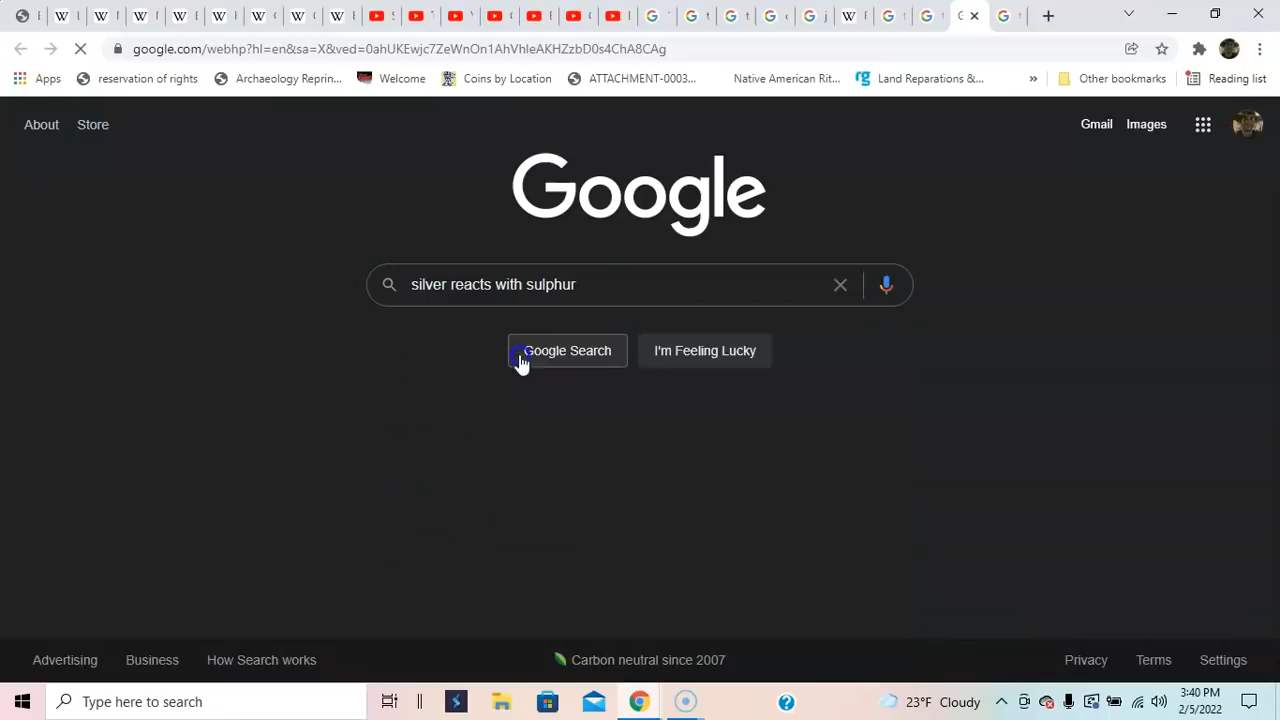 google.com/webhp?hl=en&sa=X&ved=0ahUKEwjc7ZeWnOn1AhVhleAKHZzbD0s4ChA8CAg
Apps reservation of rights Archaeology Reprin... Welcome Coins by Location ATTACHMENT-0003... Native American Rit... Land Reparations &... » Other bookmarks Reading list
About Store Gmail Images
Google
silver reacts with sulphur
Google Search I'm Feeling Lucky
Advertising Business How Search works Carbon neutral since 2007 Privacy Terms Settings
Type here to search 23°F Cloudy 3:40 PM
2/5/2022